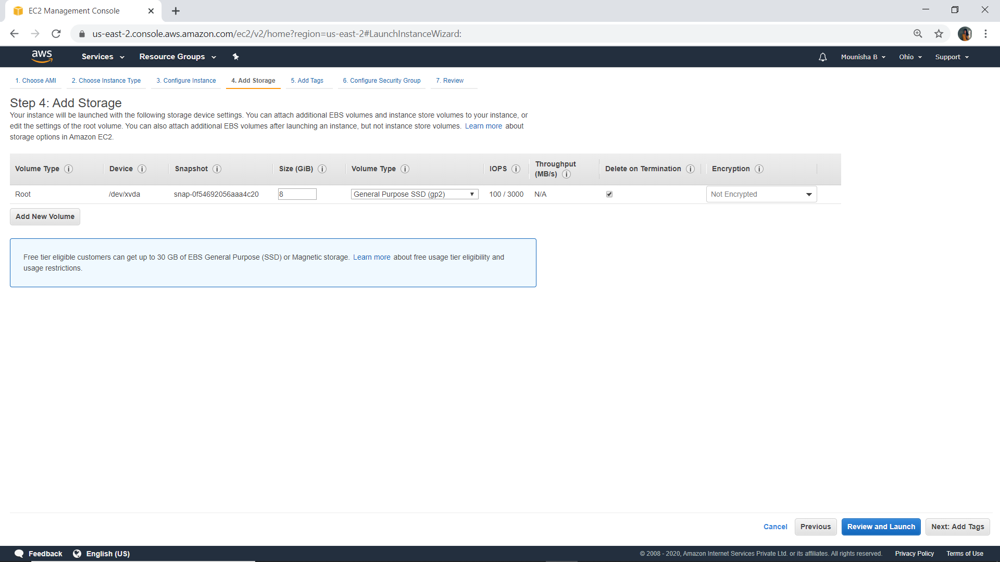 EC2 Management Console
us-east-2.console.aws.amazon.com/ec2/v2/home?region=us-east-2#LaunchInstanceWizard:
aws Services Resource Groups Mounisha B Ohio Support
1. Choose AMI 2. Choose Instance Type 3. Configure Instance 4. Add Storage 5. Add Tags 6. Configure Security Group 7. Review
Step 4: Add Storage
Your instance will be launched with the following storage device settings. You can attach additional EBS volumes and instance store volumes to your instance, or
edit the settings of the root volume. You can also attach additional EBS volumes after launching an instance, but not instance store volumes. Learn more about
storage options in Amazon EC2.
Volume Type i Device i Snapshot i Size (GiB) i Volume Type i IOPS i Throughput (MB/s) i Delete on Termination i Encryption i
Root /dev/xvda snap-0f54692056aaa4c20 8 General Purpose SSD (gp2) 100 / 3000 N/A Not Encrypted
Add New Volume
Free tier eligible customers can get up to 30 GB of EBS General Purpose (SSD) or Magnetic storage. Learn more about free usage tier eligibility and
usage restrictions.
Cancel Previous Review and Launch Next: Add Tags
Feedback English (US) © 2008 - 2020, Amazon Internet Services Private Ltd. or its affiliates. All rights reserved. Privacy Policy Terms of Use